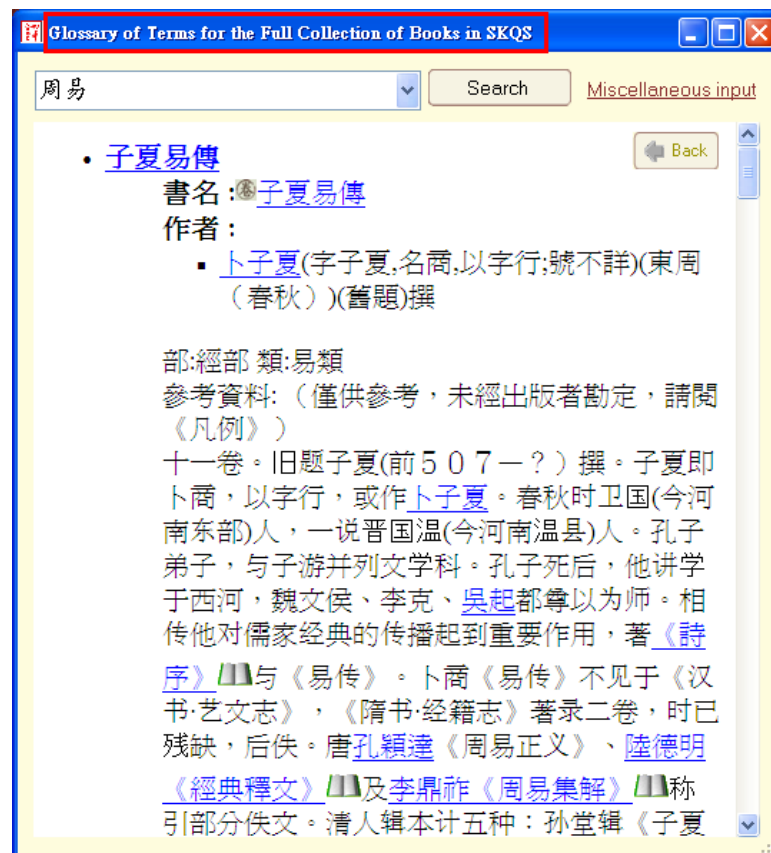 Glossary of Terms for the Full Collection of Books in SKQS
周易
Search
Miscellaneous input
Back
• 子夏易傳
書名 :子夏易傳
作者 :
▪ 卜子夏(字子夏,名商,以字行;號不詳)(東周
（春秋）)(舊題)撰
部:經部 類:易類
參考資料: （僅供參考，未經出版者勘定，請閱
《凡例》）
十一卷。旧题子夏(前５０７－？）撰。子夏即
卜商，以字行，或作卜子夏。春秋时卫国(今河
南东部)人，一说晋国温(今河南温县)人。孔子
弟子，与子游并列文学科。孔子死后，他讲学
于西河，魏文侯、李克、吳起都尊以为师。相
传他对儒家经典的传播起到重要作用，著《詩
序》与《易传》。卜商《易传》不见于《汉
书·艺文志》，《隋书·经籍志》著录二卷，时已
残缺，后佚。唐孔穎達《周易正义》、陸德明
《經典釋文》及李鼎祚《周易集解》称
引部分佚文。清人辑本计五种：孙堂辑《子夏